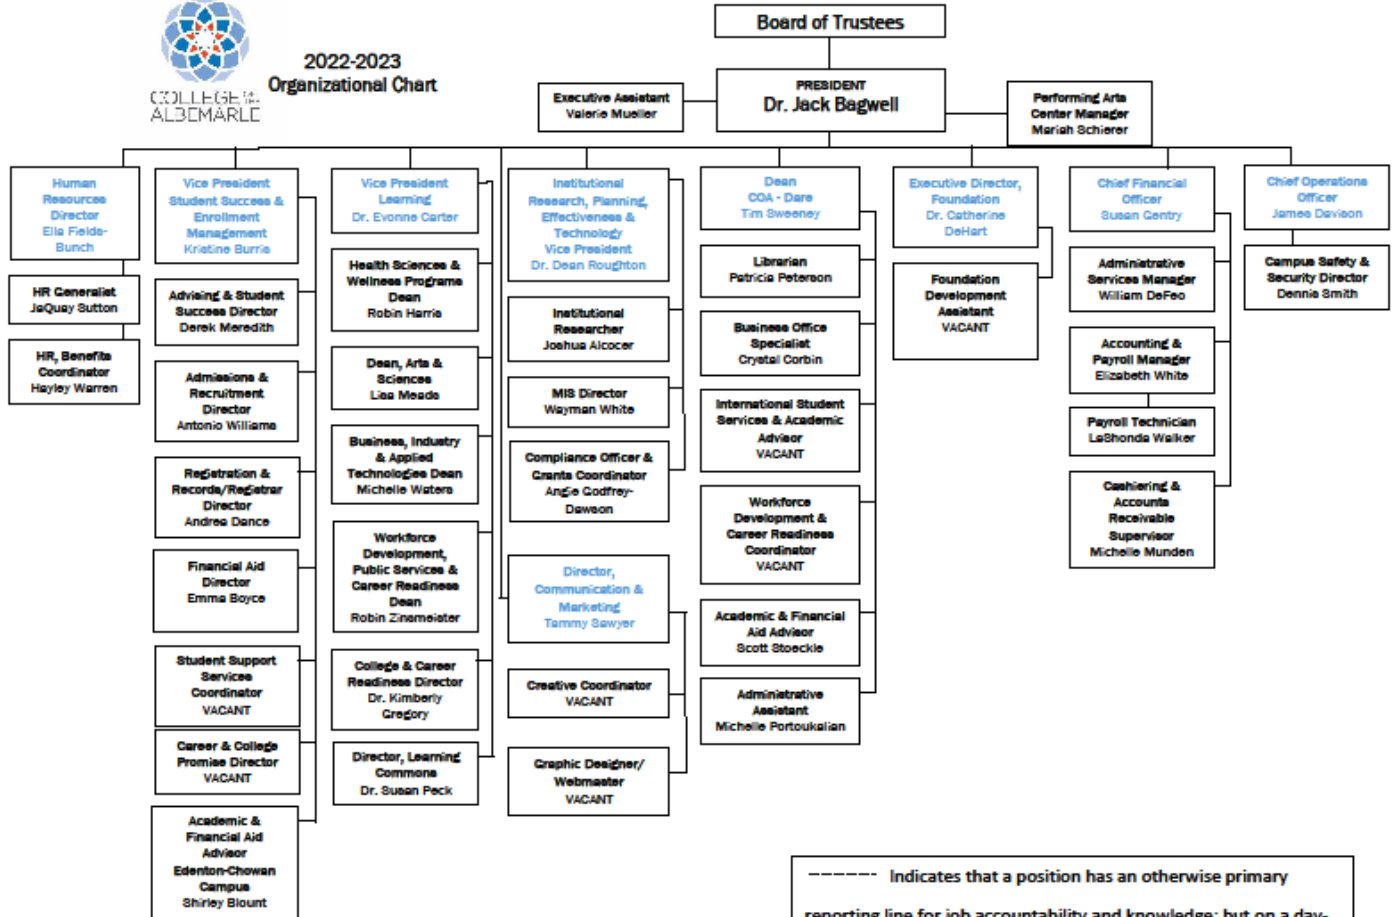 COLLEGE OF THE
ALBEMARLE
2022-2023
Organizational Chart
Board of Trustees
PRESIDENT
Dr. Jack Bagwell
Executive Assistant
Valerie Mueller
Performing Arts
Center Manager
Mariah Schierer
Human
Resources
Director
Ella Fields-
Bunch
HR Generalist
JaQuay Sutton
HR, Benefits
Coordinator
Hayley Warren
Vice President
Student Success &
Enrollment
Management
Kristine Burris
Advising & Student
Success Director
Derek Meredith
Admissions &
Recruitment
Director
Antonio Williams
Registration &
Records/Registrar
Director
Andrea Dance
Financial Aid
Director
Emma Boyce
Student Support
Services
Coordinator
VACANT
Career & College
Promise Director
VACANT
Academic &
Financial Aid
Advisor
Edenton-Chowan
Campus
Shirley Blount
Vice President
Learning
Dr. Evonne Carter
Health Sciences &
Wellness Programs
Dean
Robin Harris
Dean, Arts &
Sciences
Lisa Meads
Business, Industry
& Applied
Technologies Dean
Michelle Waters
Workforce
Development,
Public Services &
Career Readiness
Dean
Robin Zinsmeister
College & Career
Readiness Director
Dr. Kimberly
Gregory
Director, Learning
Commons
Dr. Susan Peck
Institutional
Research, Planning,
Effectiveness &
Technology
Vice President
Dr. Dean Roughton
Institutional
Researcher
Joshua Alcocer
MIS Director
Wayman White
Compliance Officer &
Grants Coordinator
Angie Godfrey-
Dawson
Director,
Communication &
Marketing
Tammy Sawyer
Creative Coordinator
VACANT
Graphic Designer/
Webmaster
VACANT
Dean
COA - Dare
Tim Sweeney
Librarian
Patricia Peterson
Business Office
Specialist
Crystal Corbin
International Student
Services & Academic
Advisor
VACANT
Workforce
Development &
Career Readiness
Coordinator
VACANT
Academic & Financial
Aid Advisor
Scott Stoeckle
Administrative
Assistant
Michelle Portoukalian
Executive Director,
Foundation
Dr. Catherine
DeHart
Foundation
Development
Assistant
VACANT
Chief Financial
Officer
Susan Gentry
Administrative
Services Manager
William DeFeo
Accounting &
Payroll Manager
Elizabeth White
Payroll Technician
LaShonda Walker
Cashiering &
Accounts
Receivable
Supervisor
Michelle Munden
Chief Operations
Officer
James Davison
Campus Safety &
Security Director
Dennis Smith
------- Indicates that a position has an otherwise primary
reporting line for job accountability and knowledge; but on a day-